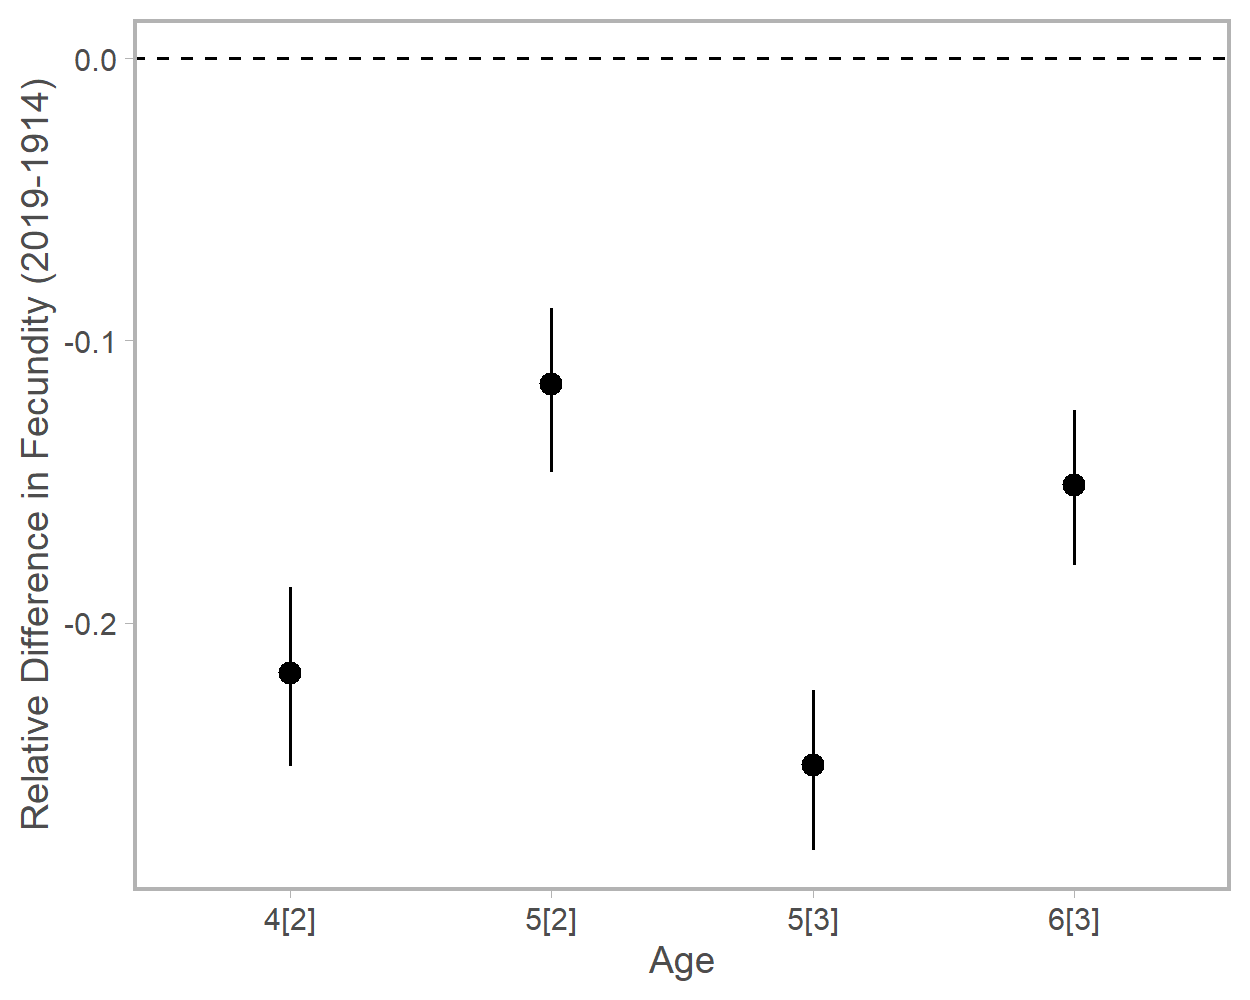 Relative Difference in Fecundity (2019-1914)
0.0
-0.1
-0.2
4[2] 5[2] 5[3] 6[3]
Age